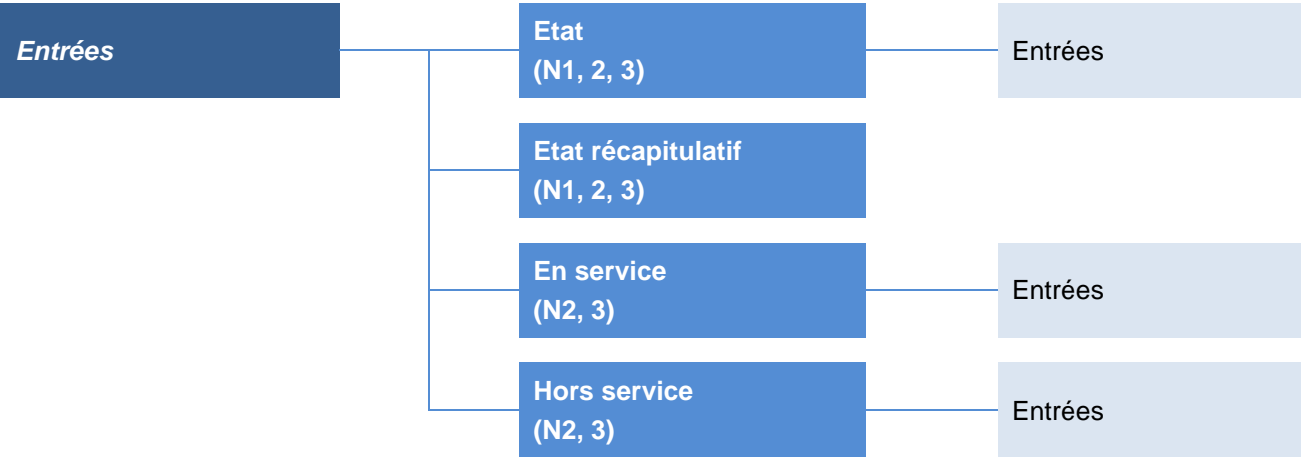 Entrées
Etat
(N1, 2, 3)
Entrées
Etat récapitulatif
(N1, 2, 3)
En service
(N2, 3)
Entrées
Hors service
(N2, 3)
Entrées